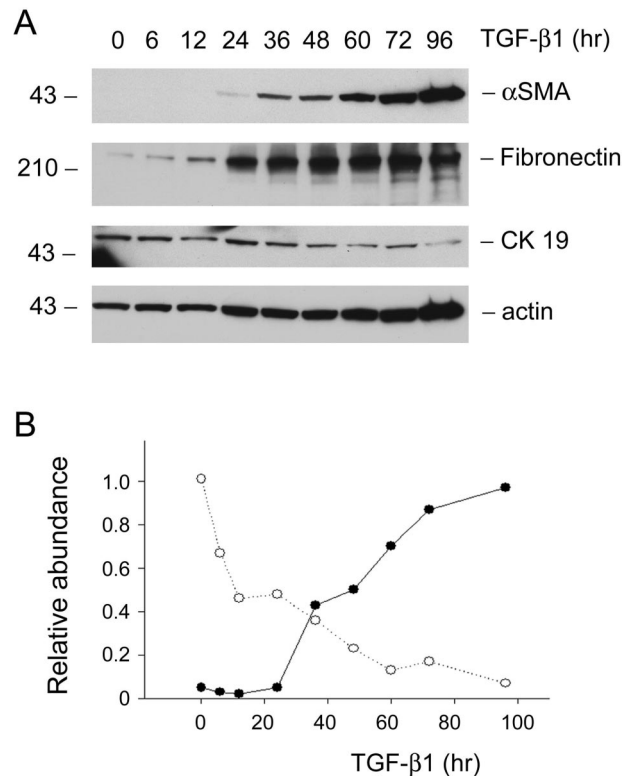 A
0 6 12 24 36 48 60 72 96 TGF-β1 (hr)
43 – – αSMA
210 – – Fibronectin
43 – – CK 19
43 – – actin
B
Relative abundance
1.0
0.8
0.6
0.4
0.2
0
0 20 40 60 80 100
TGF-β1 (hr)